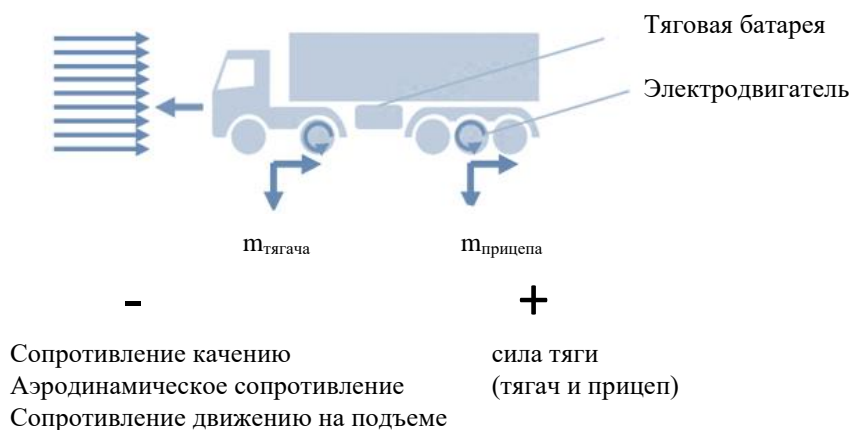 Тяговая батарея
Электродвигатель
mтягача
mприцепа
-
+
Сопротивление качению
сила тяги
Аэродинамическое сопротивление
(тягач и прицеп)
Сопротивление движению на подъеме